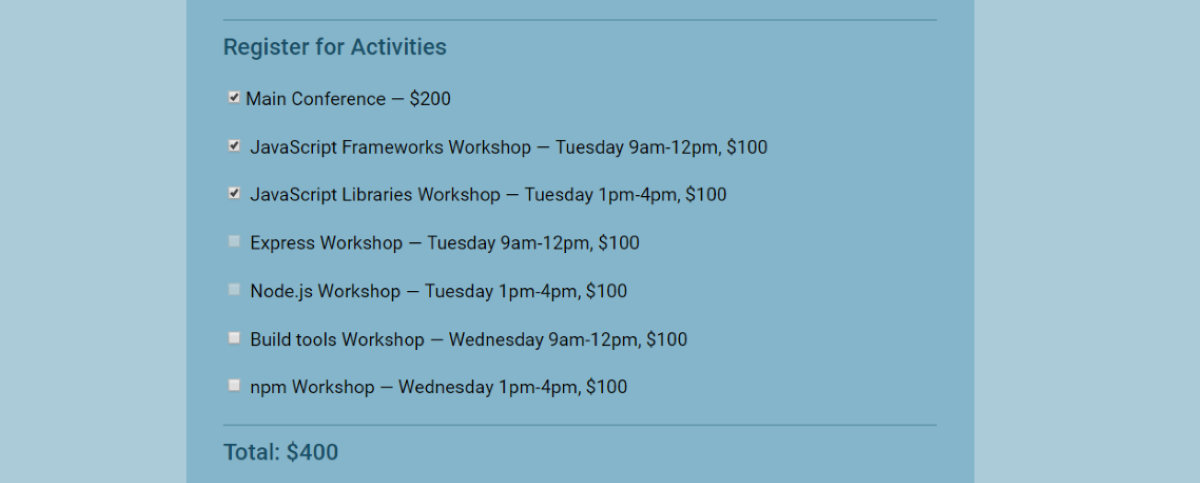 Register for Activities
Main Conference — $200
JavaScript Frameworks Workshop — Tuesday 9am-12pm, $100
JavaScript Libraries Workshop — Tuesday 1pm-4pm, $100
Express Workshop — Tuesday 9am-12pm, $100
Node.js Workshop — Tuesday 1pm-4pm, $100
Build tools Workshop — Wednesday 9am-12pm, $100
npm Workshop — Wednesday 1pm-4pm, $100
Total: $400